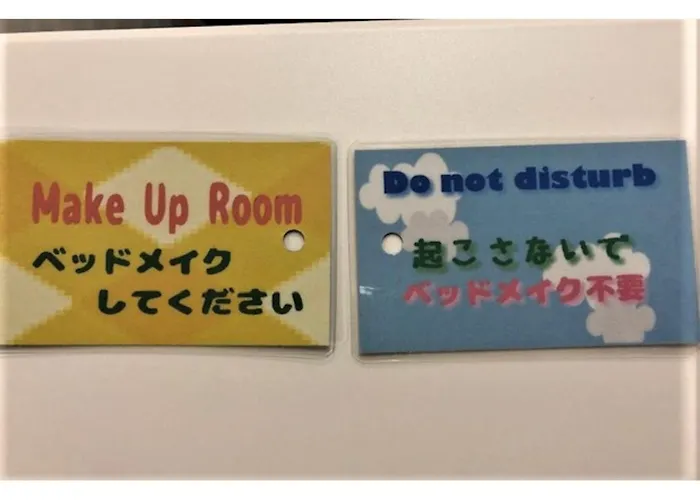 Make Up Room
ベッドメイク
してください
Do not disturb
起こさないで
ベッドメイク不要